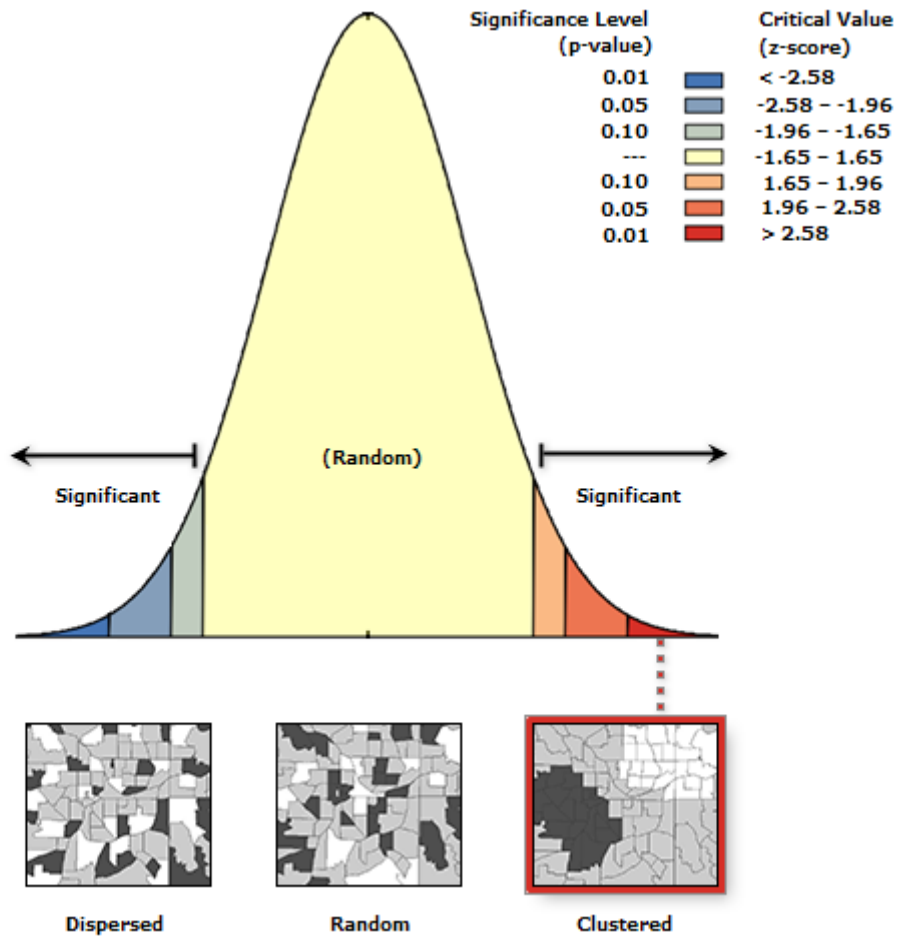 Significance Level Critical Value
(p-value) (z-score)
0.01 < -2.58
0.05 -2.58 – -1.96
0.10 -1.96 – -1.65
--- -1.65 – 1.65
0.10 1.65 – 1.96
0.05 1.96 – 2.58
0.01 > 2.58
(Random)
Significant Significant
Dispersed Random Clustered